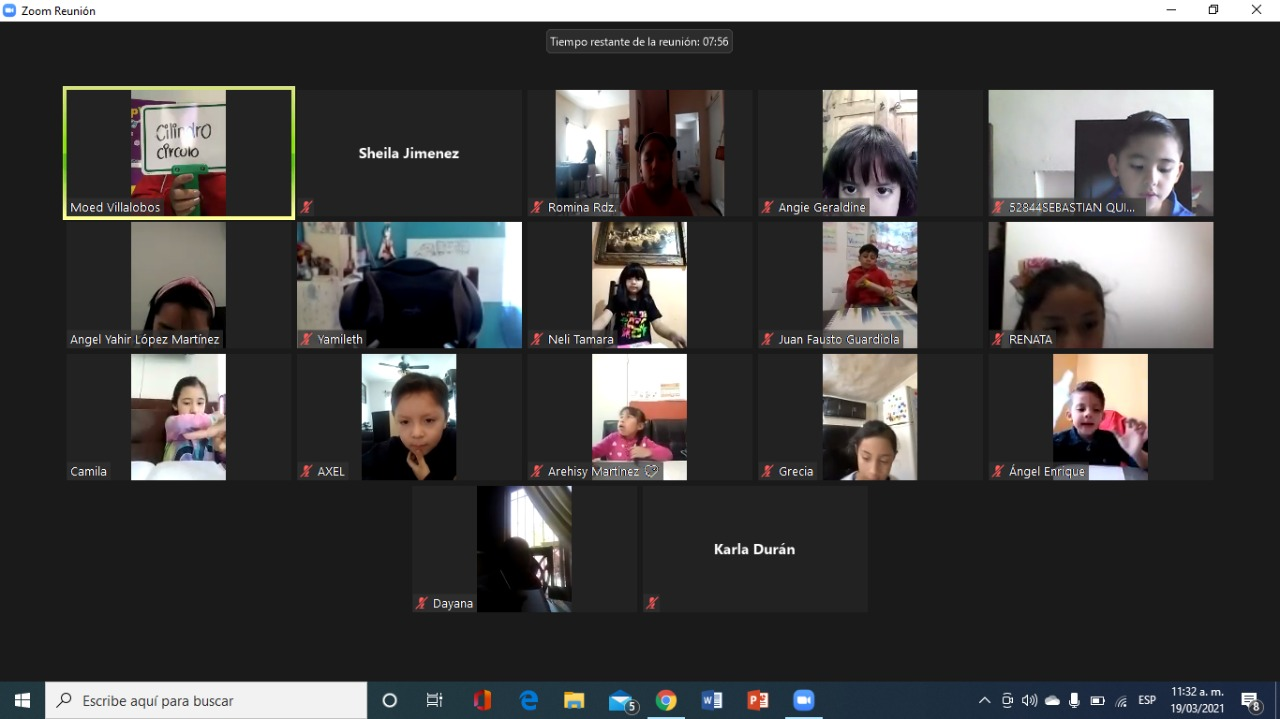 Zoom Reunión
Tiempo restante de la reunión: 07:56
Cilindro
círculo
Moed Villalobos
Sheila Jimenez
Romina Rdz.
Angie Geraldine
52844SEBASTIAN QUI...
Angel Yahir López Martínez
Yamileth
Neli Tamara
Juan Fausto Guardiola
RENATA
Camila
AXEL
Arehisy Martinez
Grecia
Ángel Enrique
Dayana
Karla Durán
Escribe aquí para buscar
5
ESP
11:32 a. m.
19/03/2021
8